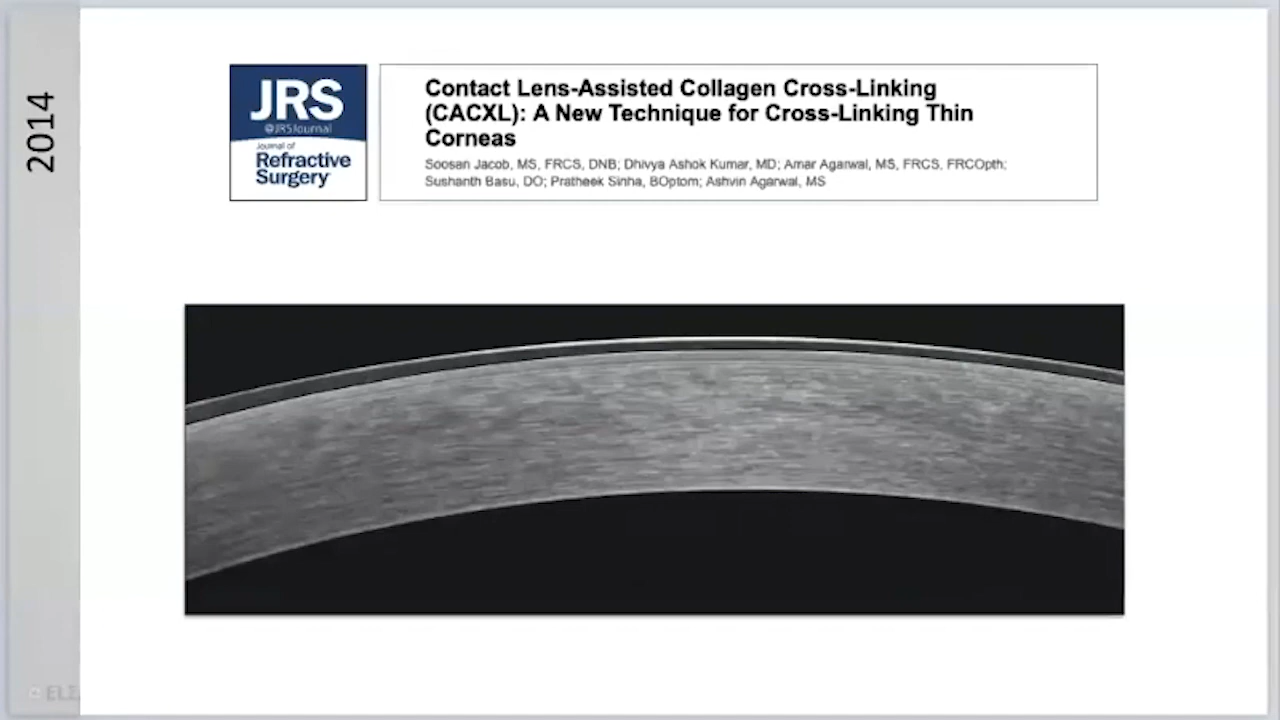 2014
JRS
@JRSJournal
Journal of
Refractive
Surgery
Contact Lens-Assisted Collagen Cross-Linking
(CACXL): A New Technique for Cross-Linking Thin
Corneas
Soosan Jacob, MS, FRCS, DNB; Dhivya Ashok Kumar, MD; Amar Agarwal, MS, FRCS, FRCOpth;
Sushanth Basu, DO; Pratheek Sinha, BOptom; Ashvin Agarwal, MS